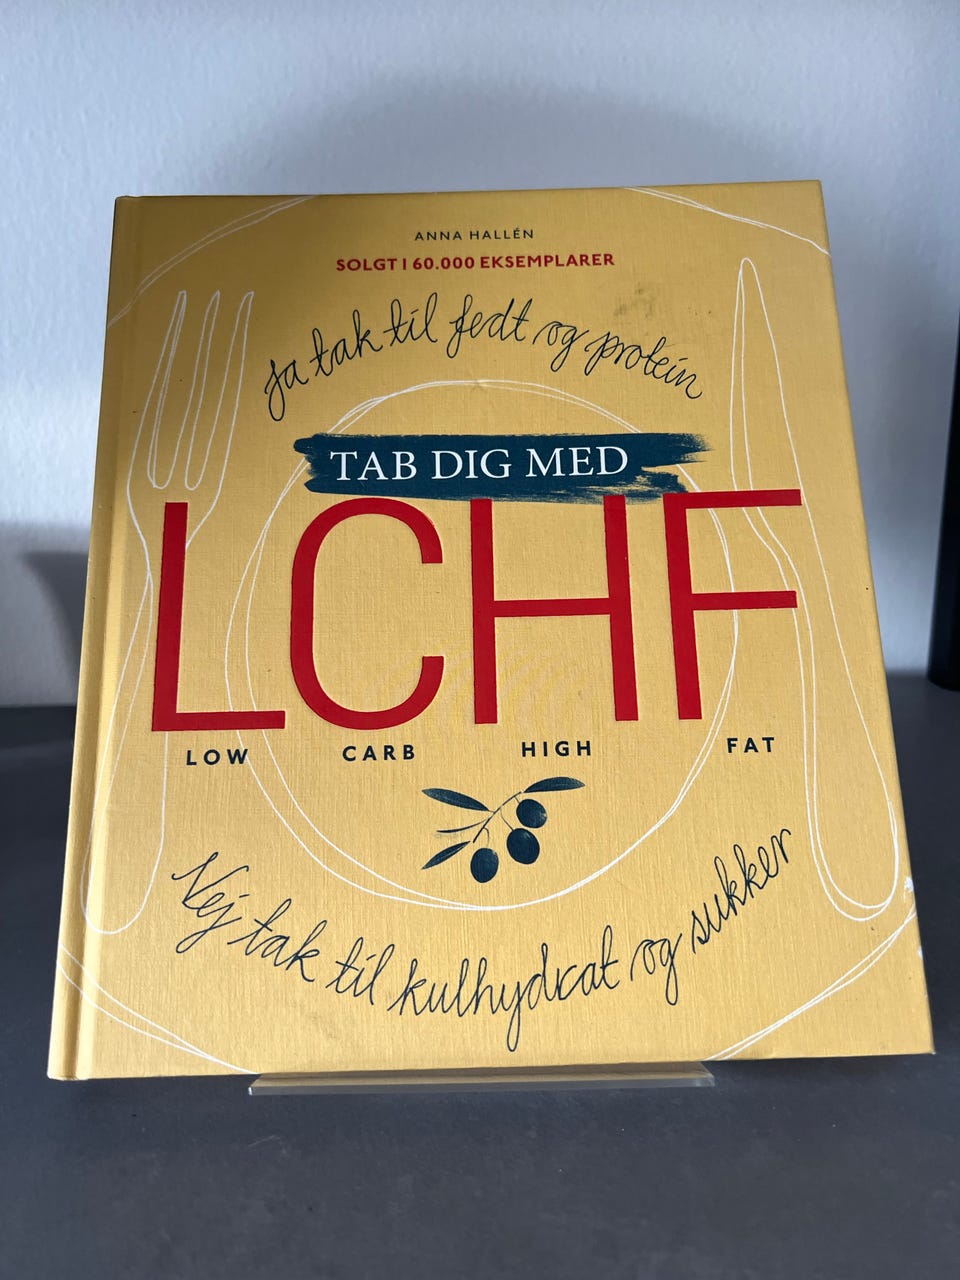 ANNA HALLÉN
SOLGT I 60.000 EKSEMPLARER
Ja tak til fedt og protein
TAB DIG MED
LCHF
LOW CARB HIGH FAT
Nej tak til kulhydrat og sukker